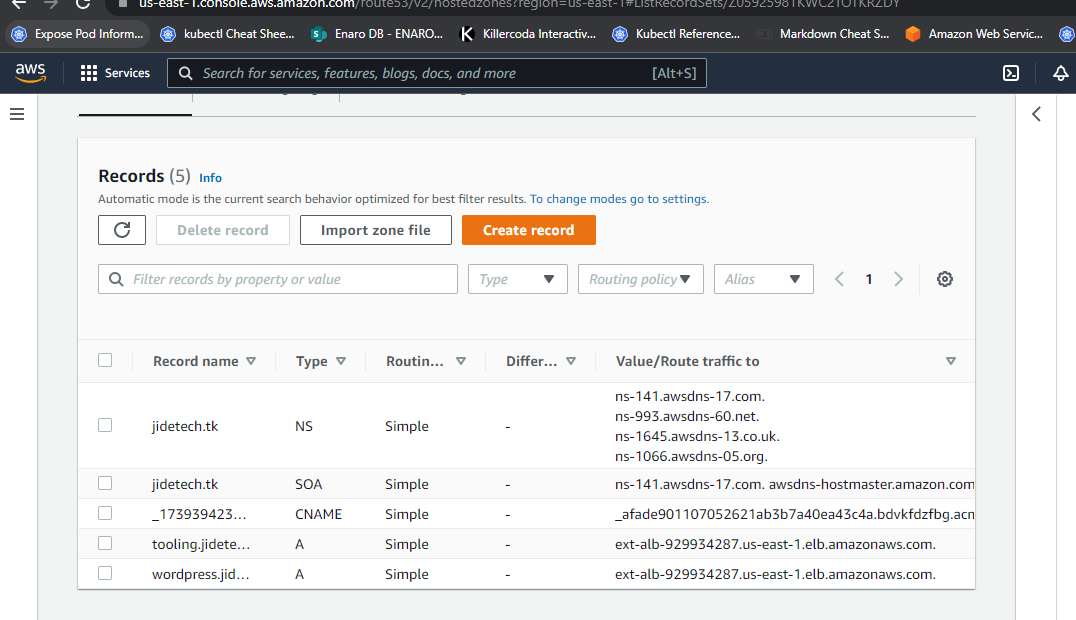 us-east-1.console.aws.amazon.com/route53/v2/hostedzones?region=us-east-1#ListRecordSets/Z05925981KWC21O1KRZDY
Expose Pod Inform... kubectl Cheat Shee... Enaro DB - ENARO... Killercoda Interactiv... Kubectl Reference... Markdown Cheat S... Amazon Web Servic...
aws Services Search for services, features, blogs, docs, and more [Alt+S]
Records (5) Info
Automatic mode is the current search behavior optimized for best filter results. To change modes go to settings.
Delete record Import zone file Create record
Filter records by property or value Type Routing policy Alias 1
Record name Type Routin... Differ... Value/Route traffic to
ns-141.awsdns-17.com.
ns-993.awsdns-60.net.
jidetech.tk NS Simple -
ns-1645.awsdns-13.co.uk.
ns-1066.awsdns-05.org.
jidetech.tk SOA Simple - ns-141.awsdns-17.com. awsdns-hostmaster.amazon.com
_173939423... CNAME Simple - _afade901107052621ab3b7a40ea43c4a.bdvkfdzfbg.acm
tooling.jidete... A Simple - ext-alb-929934287.us-east-1.elb.amazonaws.com.
wordpress.jid... A Simple - ext-alb-929934287.us-east-1.elb.amazonaws.com.